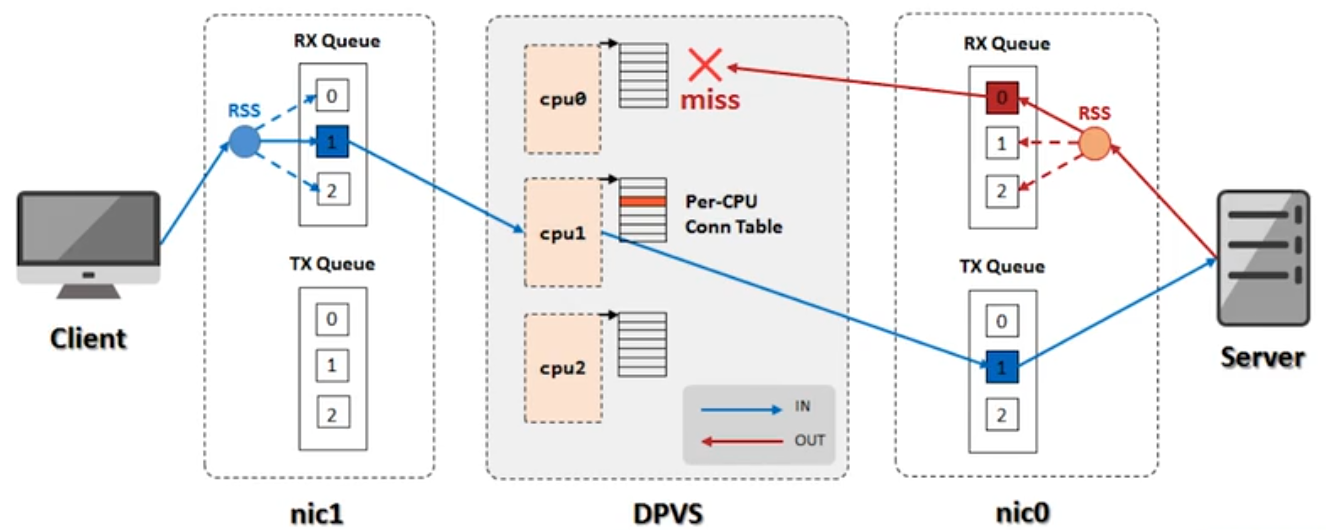 RX Queue
RSS
0
1
2
TX Queue
0
1
2
Client
nic1
cpu0
miss
cpu1
Per-CPU
Conn Table
cpu2
IN
OUT
DPVS
RX Queue
0
RSS
1
2
TX Queue
0
1
2
Server
nic0